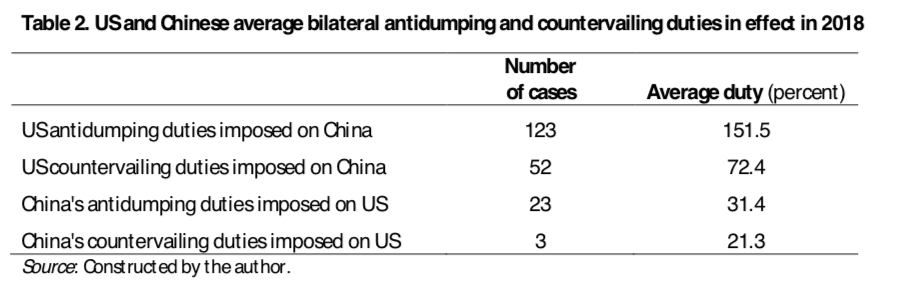 Table 2. US and Chinese average bilateral antidumping and countervailing duties in effect in 2018
Number
of cases Average duty (percent)
US antidumping duties imposed on China 123 151.5
US countervailing duties imposed on China 52 72.4
China's antidumping duties imposed on US 23 31.4
China's countervailing duties imposed on US 3 21.3
Source: Constructed by the author.